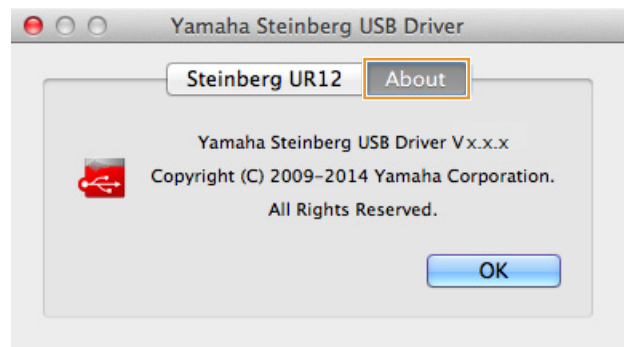 Yamaha Steinberg USB Driver
Steinberg UR12 About
Yamaha Steinberg USB Driver Vx.x.x
Copyright (C) 2009-2014 Yamaha Corporation.
All Rights Reserved.
OK